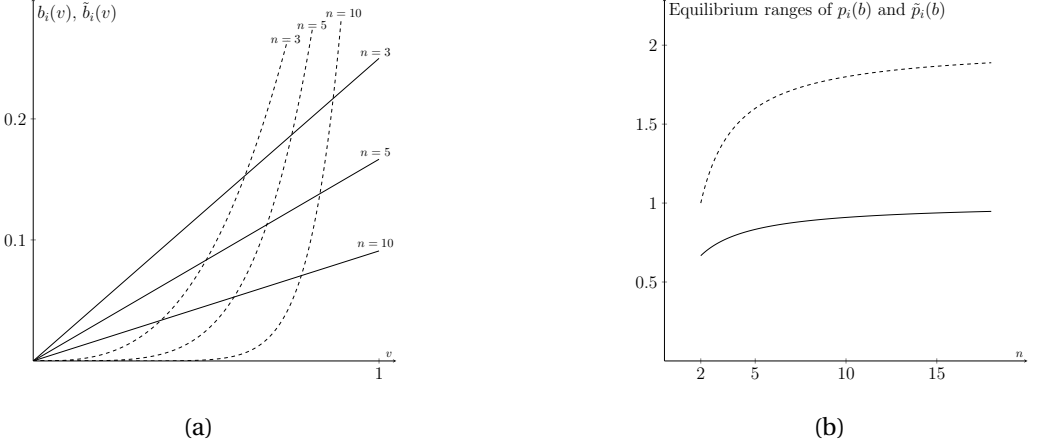 b_i(v), b̃_i(v)
n = 10
n = 5
n = 3
n = 3
0.2
n = 5
0.1
n = 10
v
1
(a)
Equilibrium ranges of p_i(b) and p̃_i(b)
2
1.5
1
0.5
n
2 5 10 15
(b)